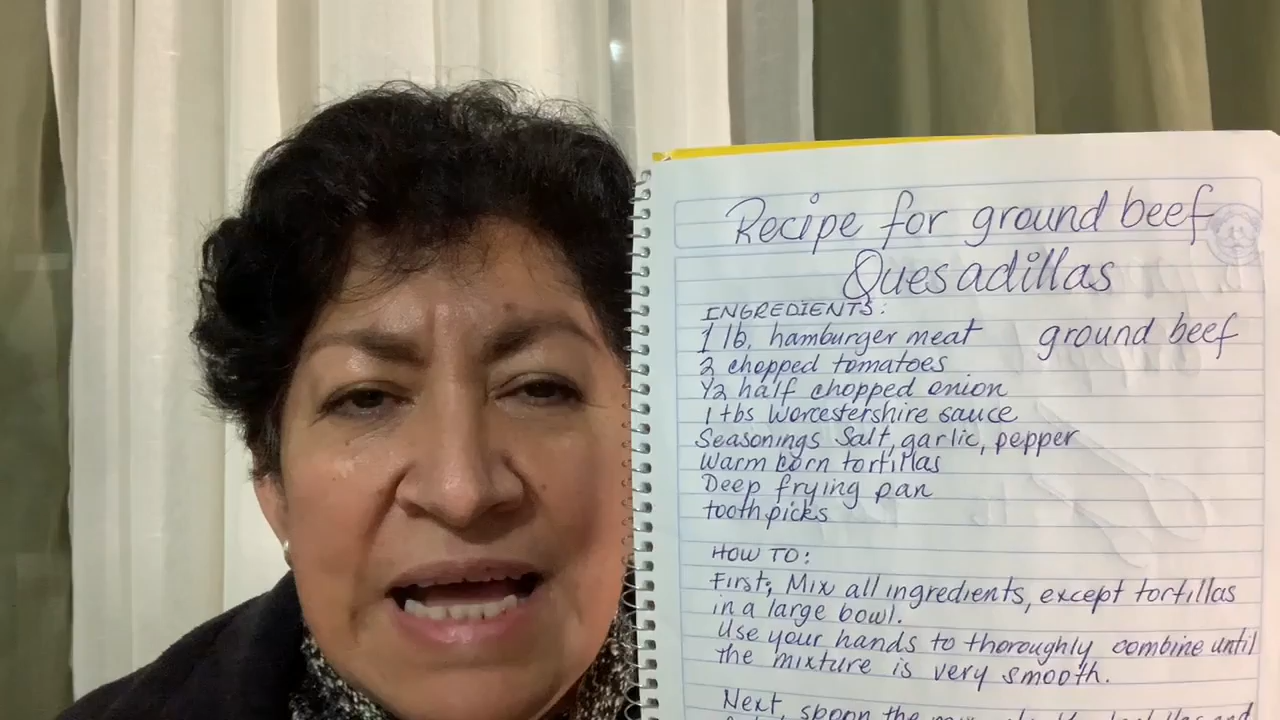 Recipe for ground beef
Quesadillas
INGREDIENTS:
1 lb. hamburger meat ground beef
2 chopped tomatoes
1/2 half chopped onion
1 tbs Worcestershire sauce
Seasonings Salt, garlic, pepper
Warm corn tortillas
Deep frying pan
toothpicks
HOW TO:
First, Mix all ingredients, except tortillas
in a large bowl.
Use your hands to thoroughly combine until
the mixture is very smooth.
Next, spoon the